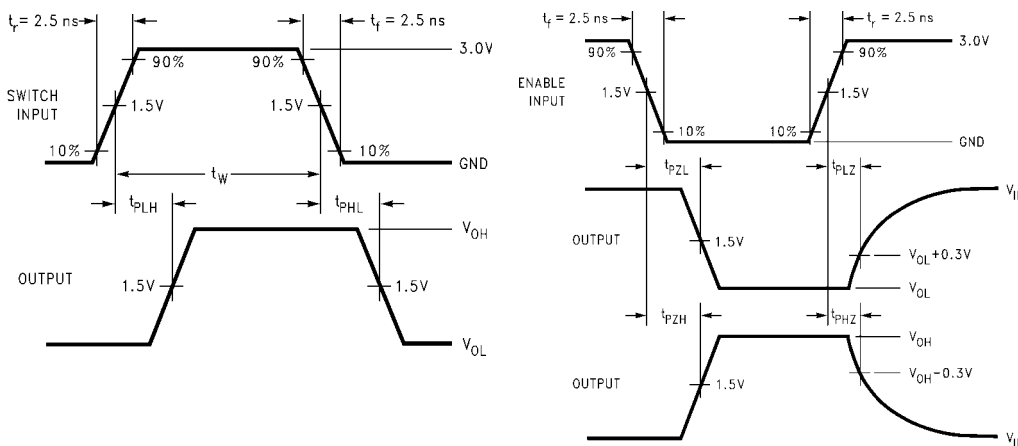 tr = 2.5 ns
tf = 2.5 ns
3.0V
90%
90%
SWITCH
INPUT
1.5V
1.5V
10%
10%
GND
tW
tPLH
tPHL
VOH
OUTPUT
1.5V
1.5V
VOL
tf = 2.5 ns
tr = 2.5 ns
3.0V
90%
90%
ENABLE
INPUT
1.5V
1.5V
10%
10%
GND
tPZL
tPLZ
OUTPUT
1.5V
VOL+0.3V
VOL
tPZH
tPHZ
VOH
VOH−0.3V
OUTPUT
1.5V